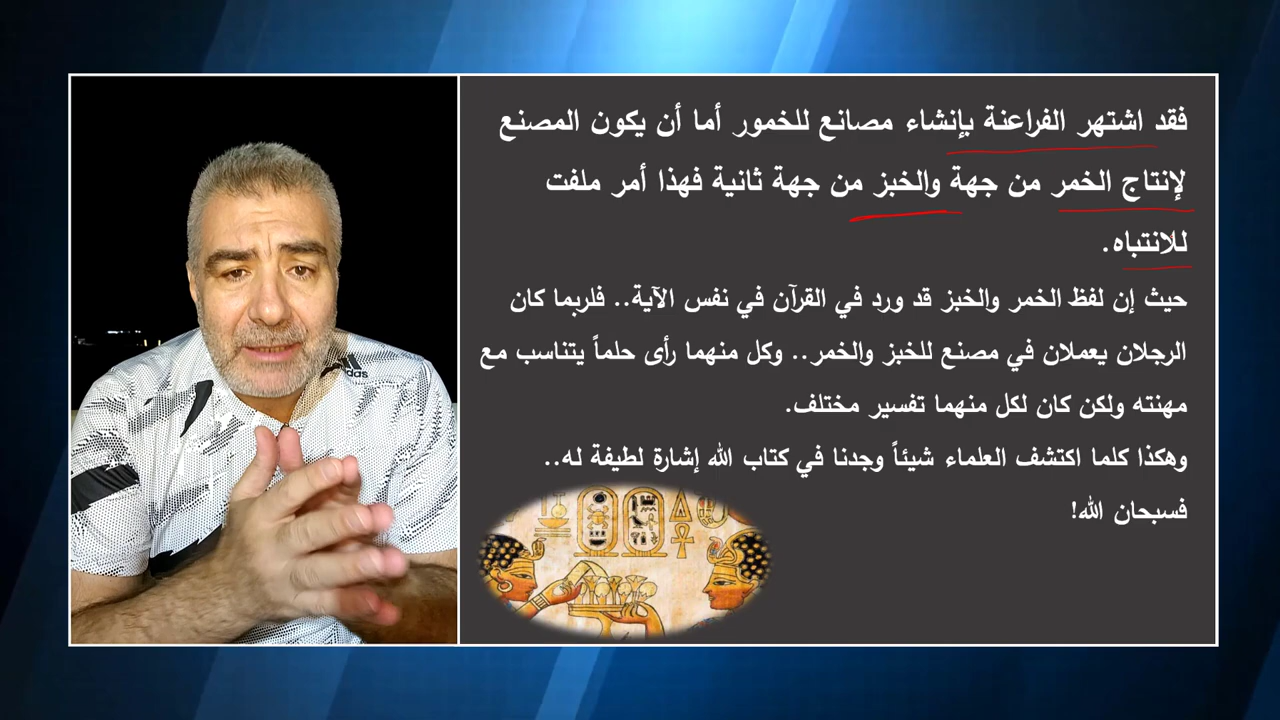 فقد اشتهر الفراعنة بإنشاء مصانع للخمور أما أن يكون المصنع
لإنتاج الخمر من جهة والخبز من جهة ثانية فهذا أمر ملفت
للانتباه.
حيث إن لفظ الخمر والخبز قد ورد في القرآن في نفس الآية.. فلربما كان
الرجلان يعملان في مصنع للخبز والخمر.. وكل منهما رأى حلماً يتناسب مع
مهنته ولكن كان لكل منهما تفسير مختلف.
وهكذا كلما اكتشف العلماء شيئاً وجدنا في كتاب الله إشارة لطيفة له..
فسبحان الله!
adidas